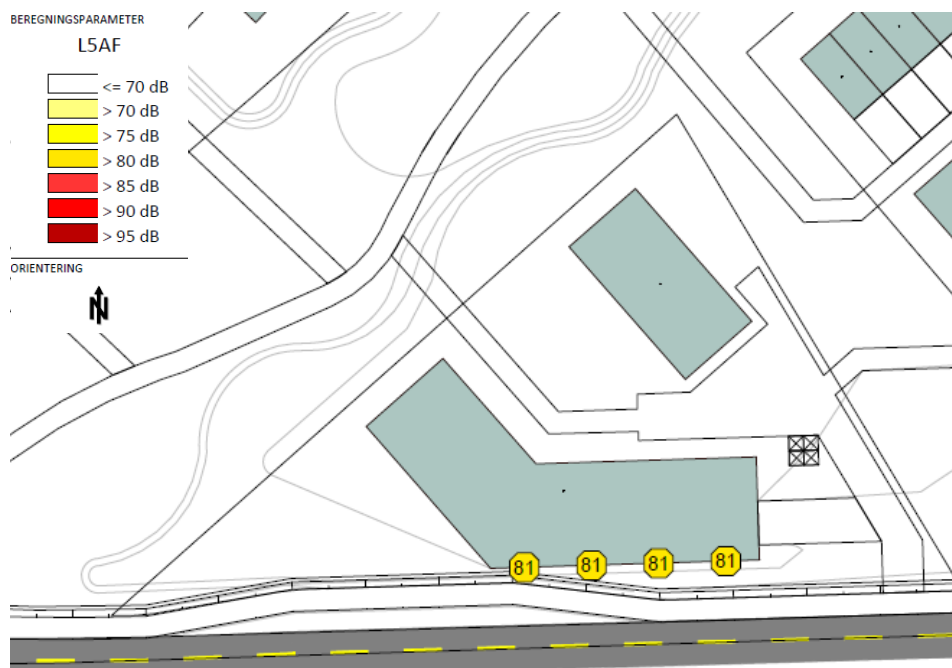 BEREGNINGSPARAMETER
L5AF
<= 70 dB
> 70 dB
> 75 dB
> 80 dB
> 85 dB
> 90 dB
> 95 dB
ORIENTERING
N
81 81 81 81